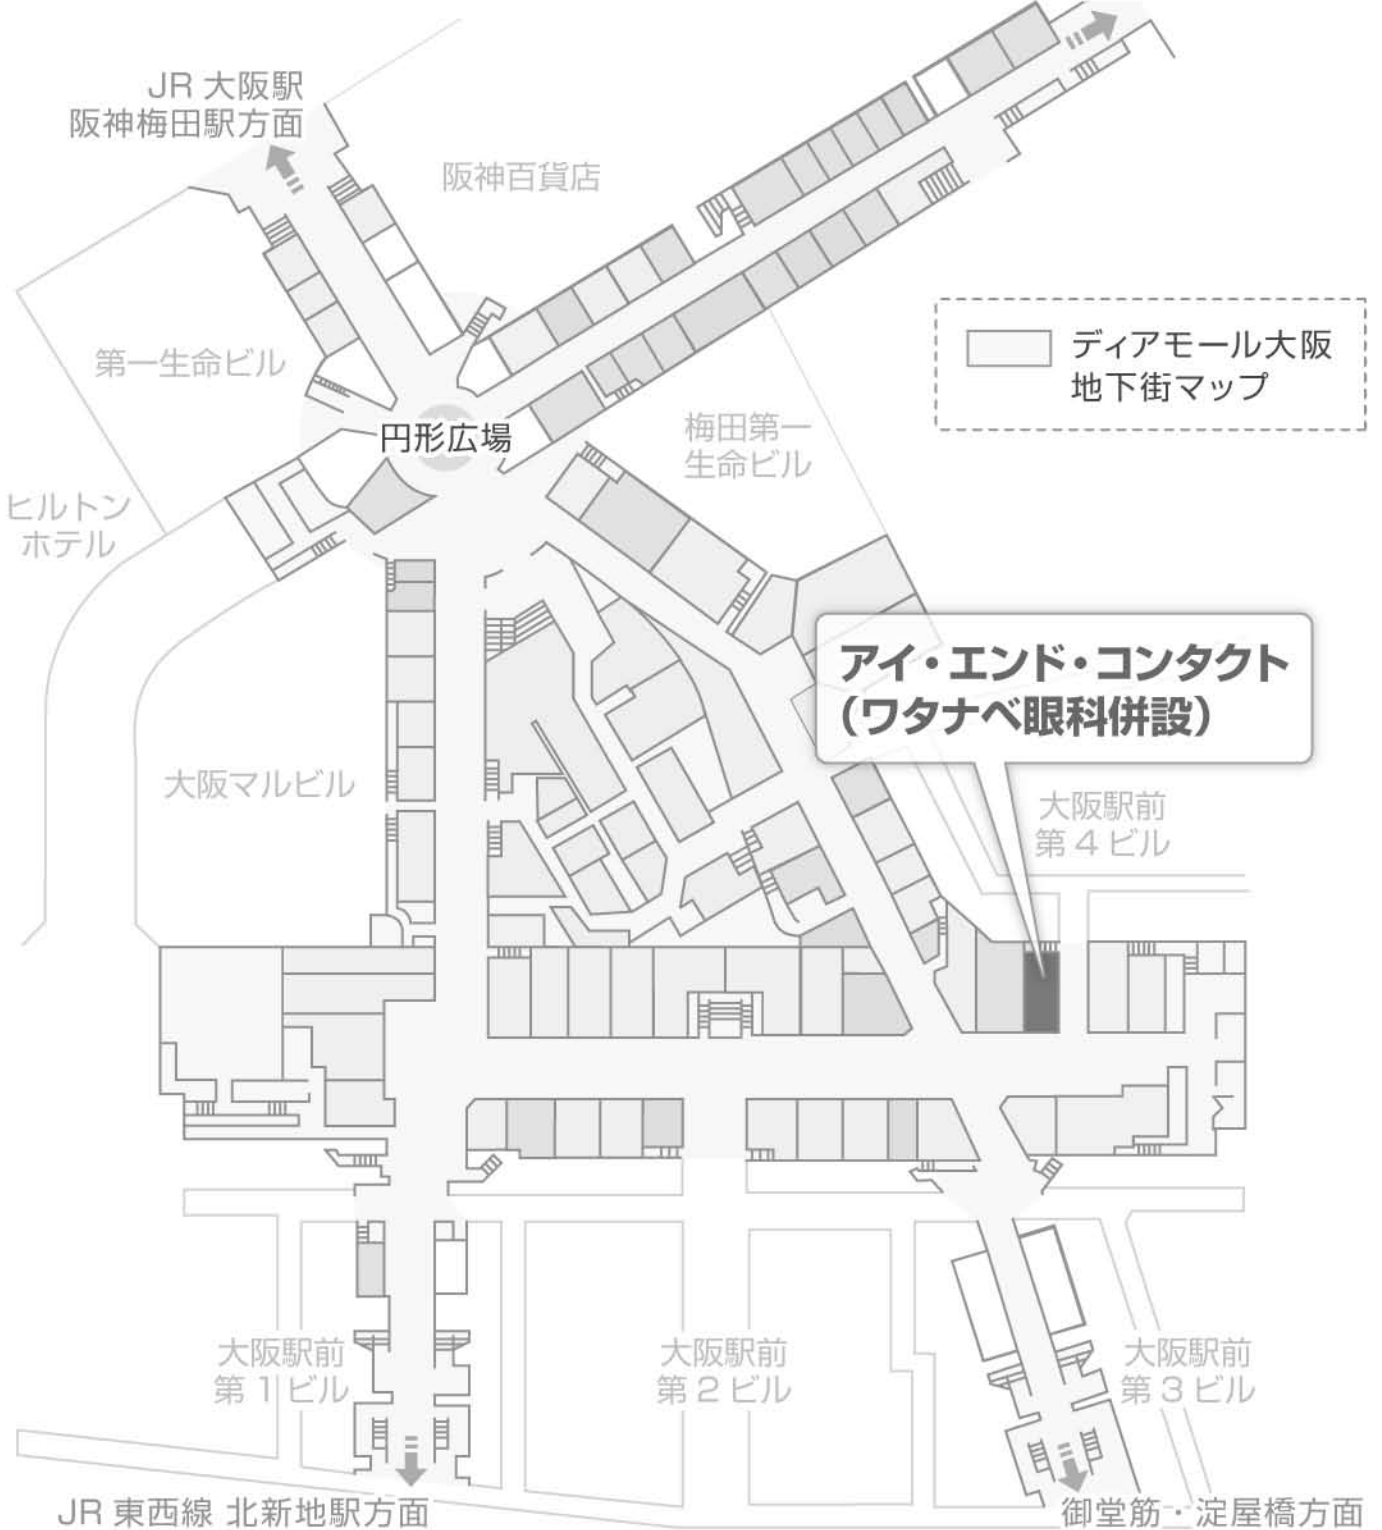 JR 大阪駅
阪神梅田駅方面
阪神百貨店
ディアモール大阪
地下街マップ
第一生命ビル
円形広場
梅田第一
生命ビル
ヒルトン
ホテル
アイ・エンド・コンタクト
(ワタナベ眼科併設)
大阪マルビル
大阪駅前
第4ビル
大阪駅前
第1ビル
大阪駅前
第2ビル
大阪駅前
第3ビル
JR 東西線 北新地駅方面
御堂筋・淀屋橋方面